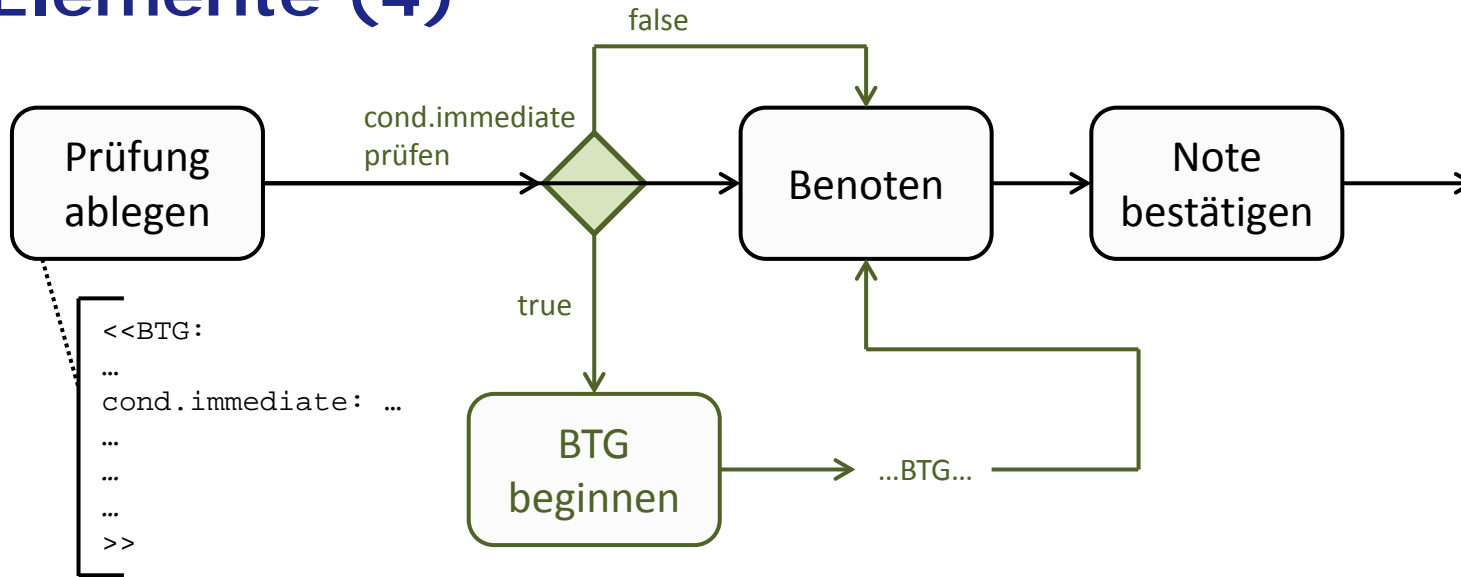 Elemente (4)
false
cond.immediate
prüfen
Prüfung
ablegen
Benoten
Note
bestätigen
true
<<BTG:
…
cond.immediate: …
…
…
…
>>
BTG
beginnen
…BTG…